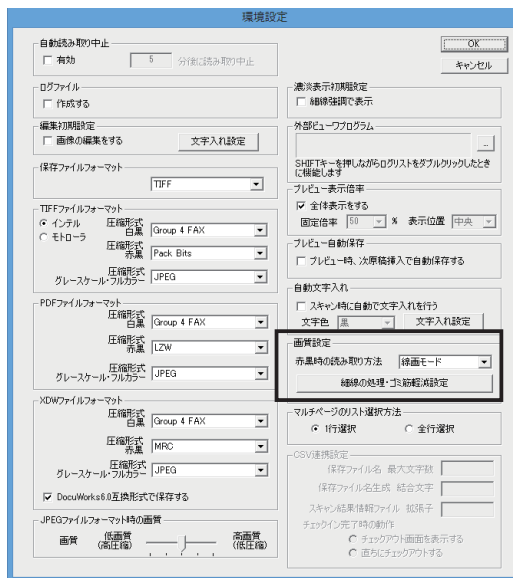 環境設定
自動読み取り中止
有効 5 分後に読み取り中止
ログファイル
作成する
編集初期設定
画像の編集をする 文字入れ設定
保存ファイルフォーマット
TIFF
TIFFファイルフォーマット
インテル
モトローラ
圧縮形式
白黒 Group 4 FAX
圧縮形式
赤黒 Pack Bits
圧縮形式
グレースケール・フルカラー JPEG
PDFファイルフォーマット
圧縮形式
白黒 Group 4 FAX
圧縮形式
赤黒 LZW
圧縮形式
グレースケール・フルカラー JPEG
XDWファイルフォーマット
圧縮形式
白黒 Group 4 FAX
圧縮形式
赤黒 MRC
圧縮形式
グレースケール・フルカラー JPEG
DocuWorks6.0互換形式で保存する
JPEGファイルフォーマット時の画質
画質 低画質 高画質
(高圧縮) (低圧縮)
OK
キャンセル
濃淡表示初期設定
細線強調で表示
外部ビューワプログラム
...
SHIFTキーを押しながらログリストをダブルクリックしたとき
に機能します
プレビュー表示倍率
全体表示をする
固定倍率 50 % 表示位置 中央
プレビュー自動保存
プレビュー時、次原稿挿入で自動保存する
自動文字入れ
スキャン時に自動で文字入れを行う
文字色 黒 文字入れ設定
画質設定
赤黒時の読み取り方法 線画モード
細線の処理・ゴミ筋軽減設定
マルチページのリスト選択方法
1行選択 全行選択
CSV連携設定
保存ファイル名 最大文字数
保存ファイル名生成 結合文字
スキャン結果情報ファイル 拡張子
チェックイン完了時の動作
チェックアウト画面を表示する
直ちにチェックアウトする